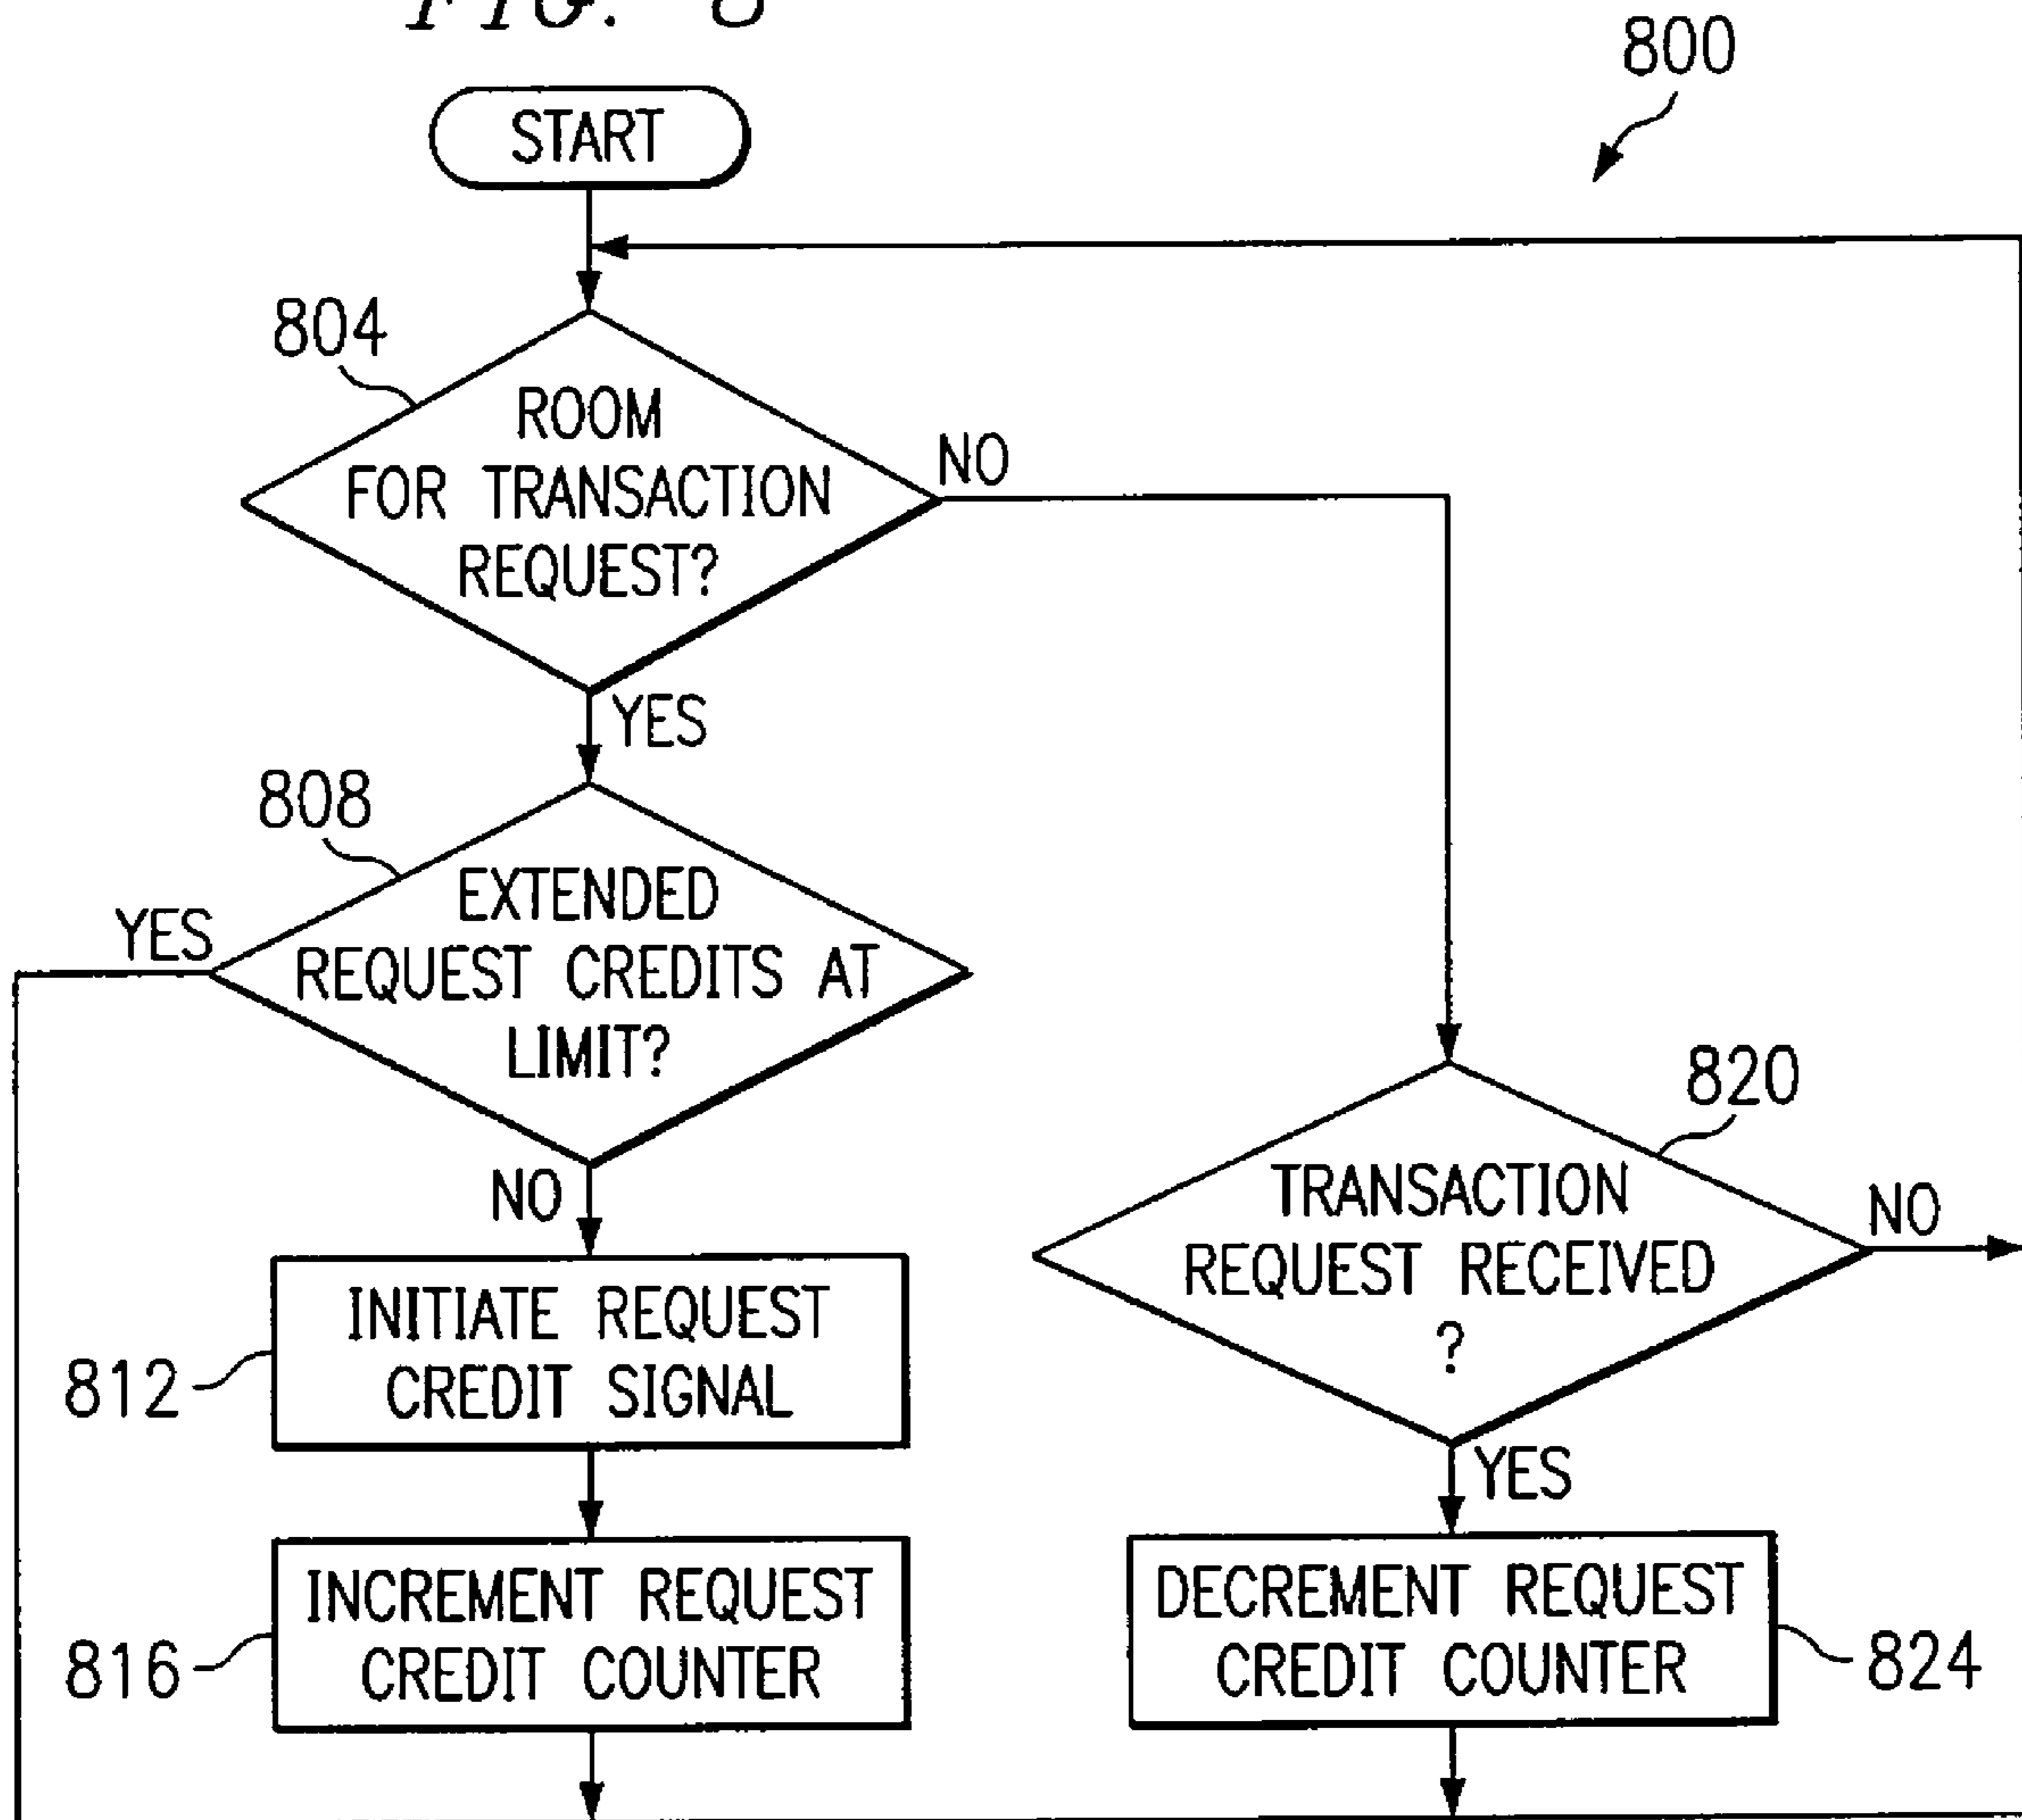 FIG. 8
800
START
804
ROOM
FOR TRANSACTION
REQUEST?
NO
YES
808
EXTENDED
REQUEST CREDITS AT
LIMIT?
YES
NO
820
TRANSACTION
REQUEST RECEIVED
?
NO
YES
INITIATE REQUEST
CREDIT SIGNAL
812
INCREMENT REQUEST
CREDIT COUNTER
816
DECREMENT REQUEST
CREDIT COUNTER
824